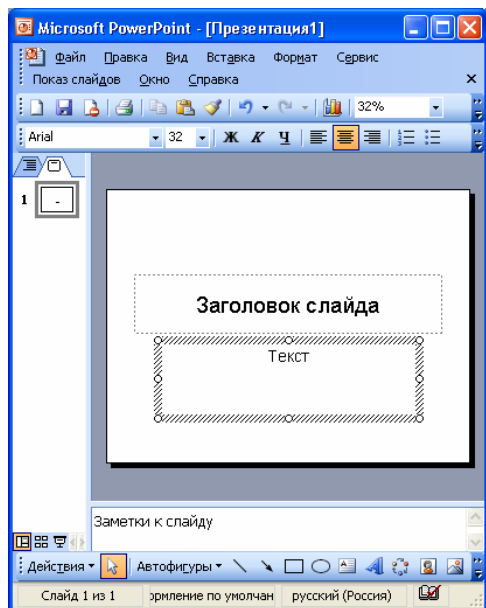 Microsoft PowerPoint - [Презентация1]
Файл Правка Вид Вставка Формат Сервис
Показ слайдов Окно Справка
32%
Arial 32 Ж К Ч
1
Заголовок слайда
Текст
Заметки к слайду
Действия Автофигуры
Слайд 1 из 1 ормление по умолчан русский (Россия)